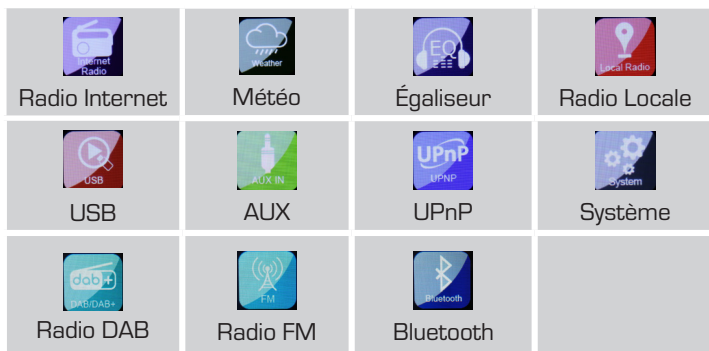 Internet
Radio
Radio Internet
Weather
Météo
EQ
Égaliseur
Local Radio
Radio Locale
USB
USB
AUX IN
AUX
UPnP
UPNP
UPnP
System
Système
dab+
DAB/DAB+
Radio DAB
FM
Radio FM
Bluetooth
Bluetooth